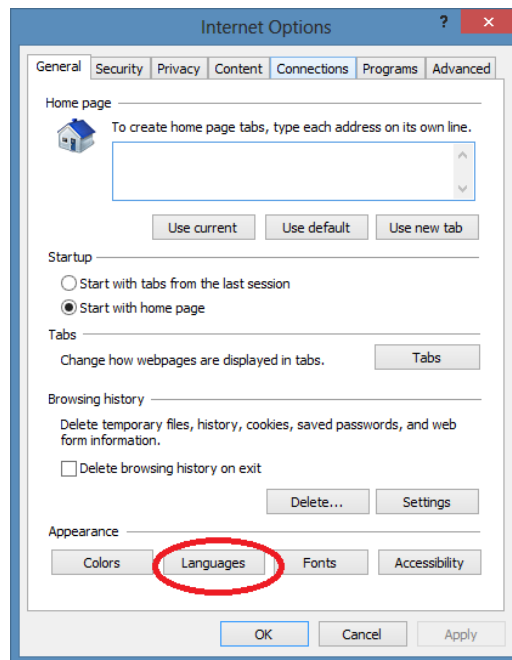 Internet Options
?
General Security Privacy Content Connections Programs Advanced
Home page
To create home page tabs, type each address on its own line.
Use current Use default Use new tab
Startup
Start with tabs from the last session
Start with home page
Tabs
Change how webpages are displayed in tabs. Tabs
Browsing history
Delete temporary files, history, cookies, saved passwords, and web
form information.
Delete browsing history on exit
Delete... Settings
Appearance
Colors Languages Fonts Accessibility
OK Cancel Apply